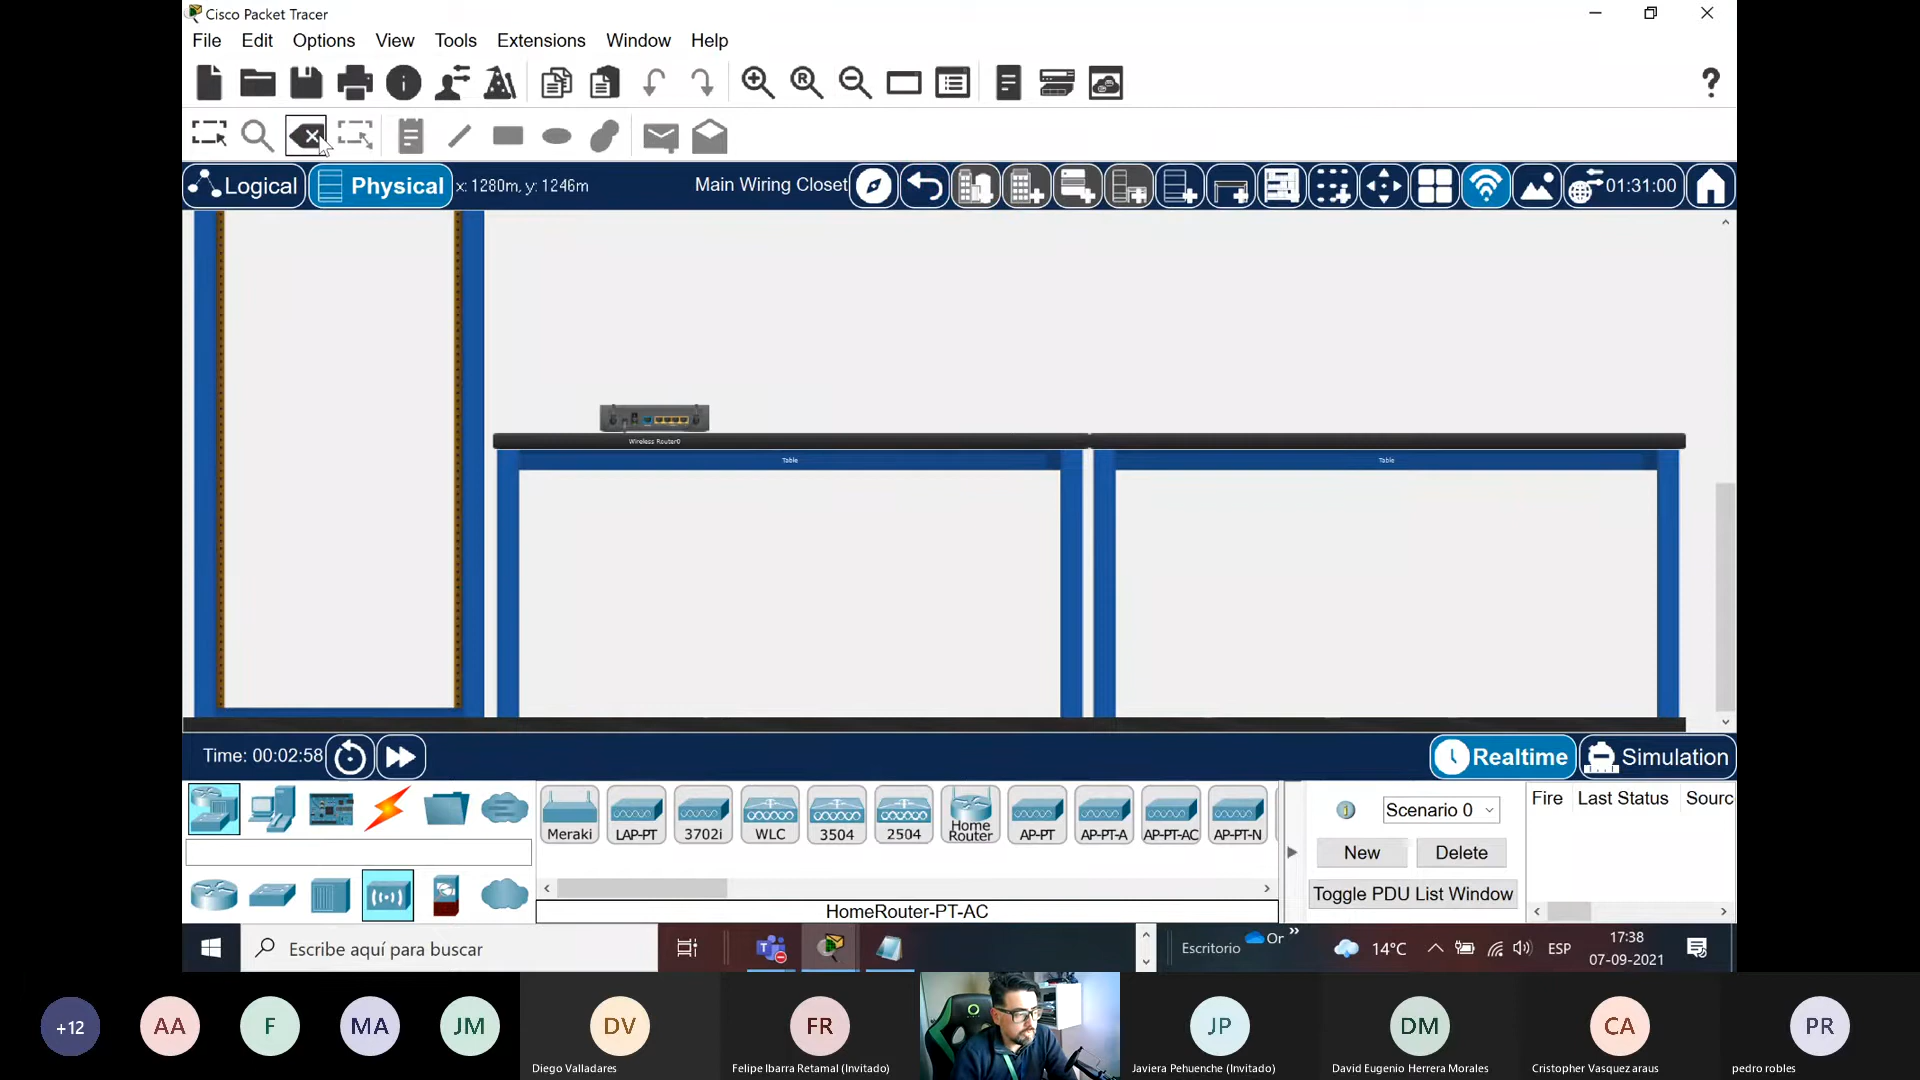 Cisco Packet Tracer
File Edit Options View Tools Extensions Window Help
Logical Physical x: 1280m, y: 1246m Main Wiring Closet 01:31:00
Wireless Router0
Table Table
Time: 00:02:58 Realtime Simulation
Meraki LAP-PT 3702i WLC 3504 2504 Home Router AP-PT AP-PT-A AP-PT-AC AP-PT-N
Scenario 0 Fire Last Status Sourc
New Delete
Toggle PDU List Window
HomeRouter-PT-AC
Escribe aquí para buscar Escritorio Or 14°C ESP 17:38
07-09-2021
+12 AA F MA JM DV FR JP DM CA PR
Diego Valladares Felipe Ibarra Retamal (Invitado) Javiera Pehuenche (Invitado) David Eugenio Herrera Morales Cristopher Vasquez araus pedro robles